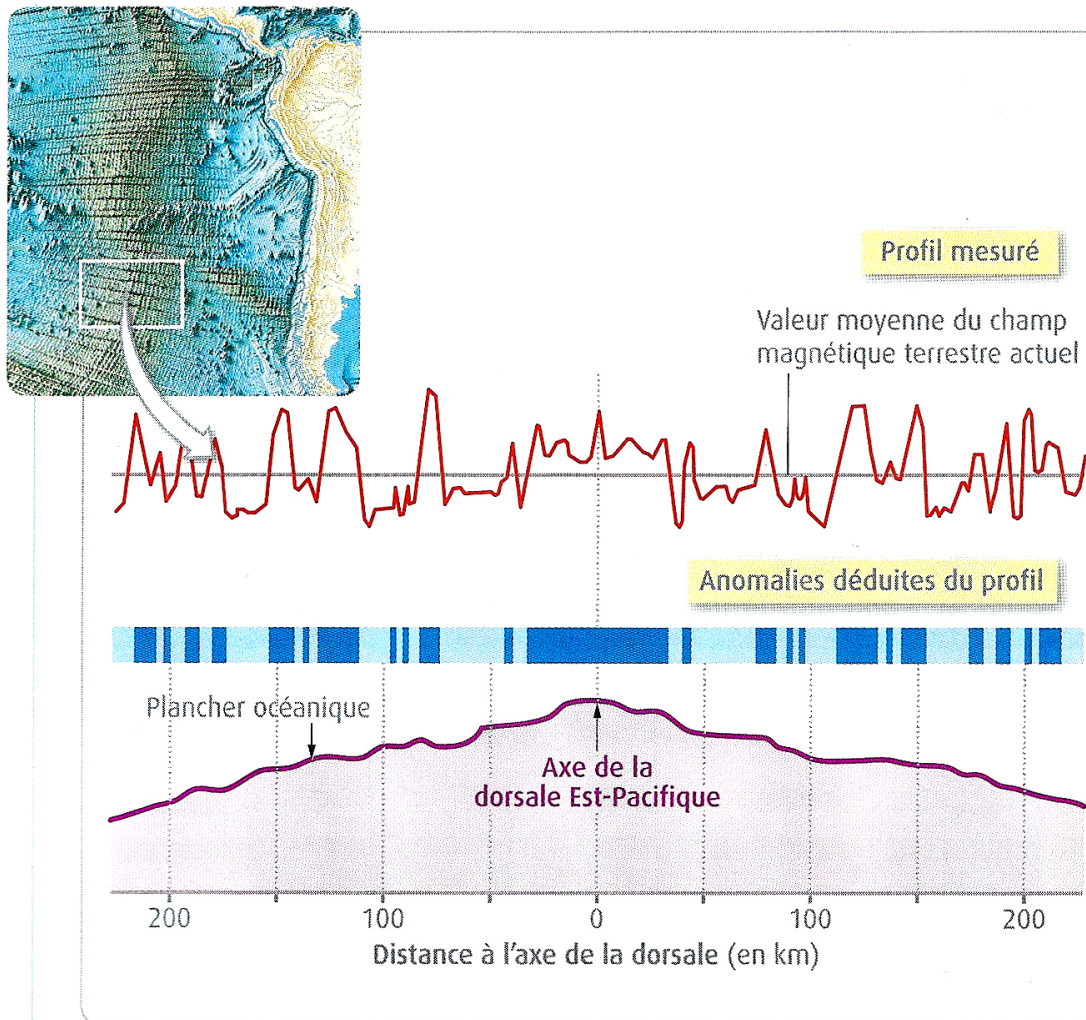 Profil mesuré
Valeur moyenne du champ
magnétique terrestre actuel
Anomalies déduites du profil
Plancher océanique
Axe de la
dorsale Est-Pacifique
200
100
0
100
200
Distance à l'axe de la dorsale (en km)